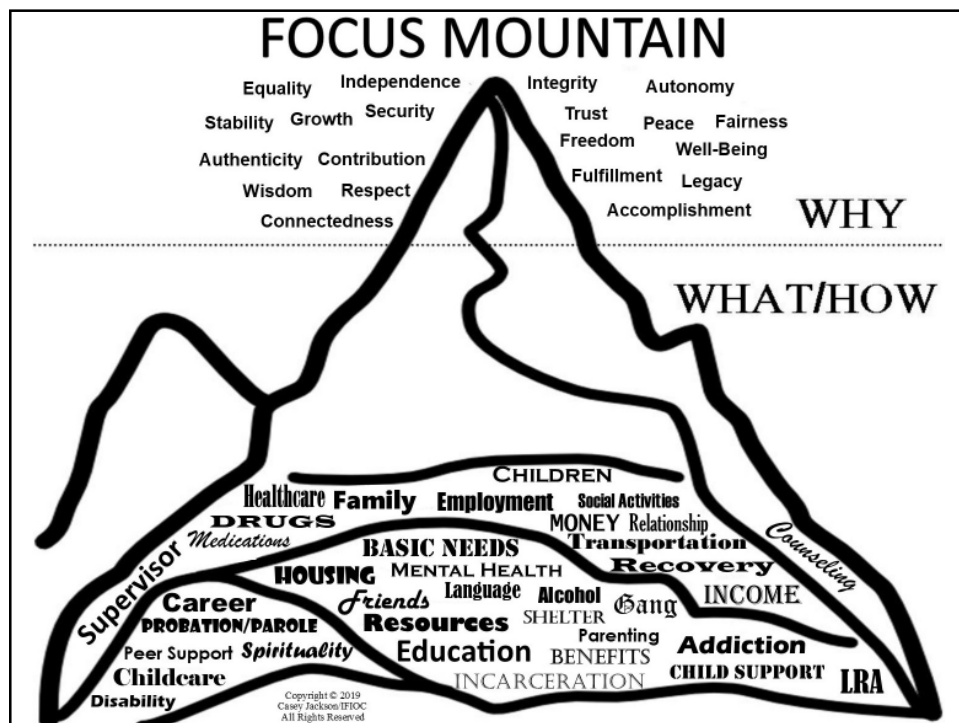 FOCUS MOUNTAIN
Equality Independence Integrity Autonomy
Stability Growth Security Trust Peace Fairness
Freedom Well-Being
Authenticity Contribution Fulfillment Legacy
Wisdom Respect Accomplishment
Connectedness
WHY
WHAT/HOW
CHILDREN
Healthcare Family Employment Social Activities
DRUGS MONEY Relationship
Medications Transportation Counseling
Supervisor BASIC NEEDS Recovery
HOUSING MENTAL HEALTH
Career Friends Language Alcohol Gang INCOME
PROBATION/PAROLE Resources SHELTER
Peer Support Spirituality Education Parenting Addiction
BENEFITS
Childcare INCARCERATION CHILD SUPPORT LRA
Disability
Copyright © 2019
Casey Jackson/IFIOC
All Rights Reserved